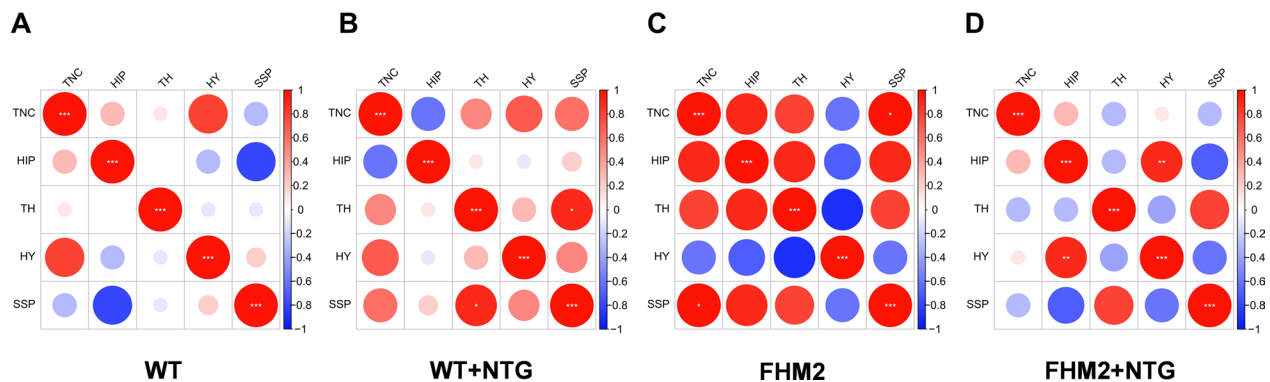 A B C D
TNC HIP TH HY SSP
TNC HIP TH HY SSP
TNC HIP TH HY SSP
TNC HIP TH HY SSP
TNC *** 1
0.8
HIP *** 0.6
0.4
0.2
TH *** 0
-0.2
-0.4
HY *** -0.6
-0.8
SSP *** -1
TNC *** 1
0.8
HIP *** 0.6
0.4
0.2
TH *** * 0
-0.2
-0.4
HY *** -0.6
-0.8
SSP * *** -1
TNC *** * 1
0.8
HIP *** 0.6
0.4
0.2
TH *** 0
-0.2
-0.4
HY *** -0.6
-0.8
SSP * *** -1
TNC *** 1
0.8
HIP *** ** 0.6
0.4
0.2
TH *** 0
-0.2
-0.4
HY ** *** -0.6
-0.8
SSP *** -1
WT WT+NTG FHM2 FHM2+NTG